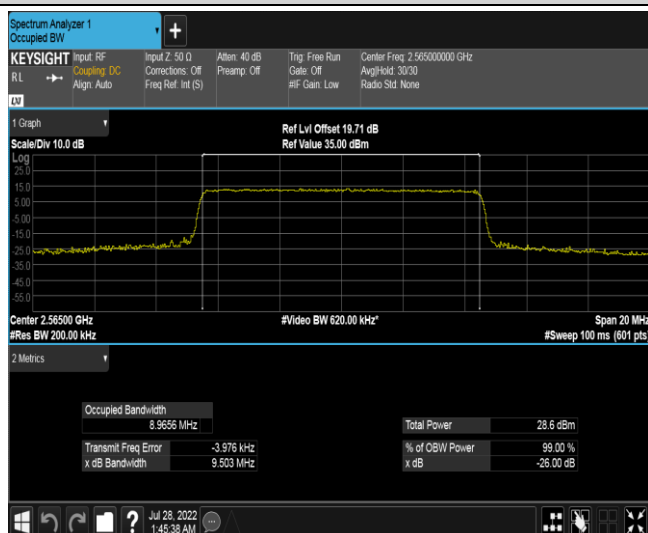 Spectrum Analyzer 1
Occupied BW
+
KEYSIGHT
RL
LXI
Input: RF
Coupling: DC
Align: Auto
Input Z: 50 Ω
Corrections: Off
Freq Ref: Int (S)
Atten: 40 dB
Preamp: Off
Trig: Free Run
Gate: Off
#IF Gain: Low
Center Freq: 2.565000000 GHz
Avg|Hold: 30/30
Radio Std: None
1 Graph
Scale/Div 10.0 dB
Ref Lvl Offset 19.71 dB
Ref Value 35.00 dBm
Log
25.0
15.0
5.00
-5.00
-15.0
-25.0
-35.0
-45.0
-55.0
Center 2.56500 GHz
#Res BW 200.00 kHz
#Video BW 620.00 kHz*
Span 20 MHz
#Sweep 100 ms (601 pts)
2 Metrics
Occupied Bandwidth
8.9656 MHz
Transmit Freq Error -3.976 kHz
x dB Bandwidth 9.503 MHz
Total Power 28.6 dBm
% of OBW Power 99.00 %
x dB -26.00 dB
?
Jul 28, 2022
1:45:38 AM